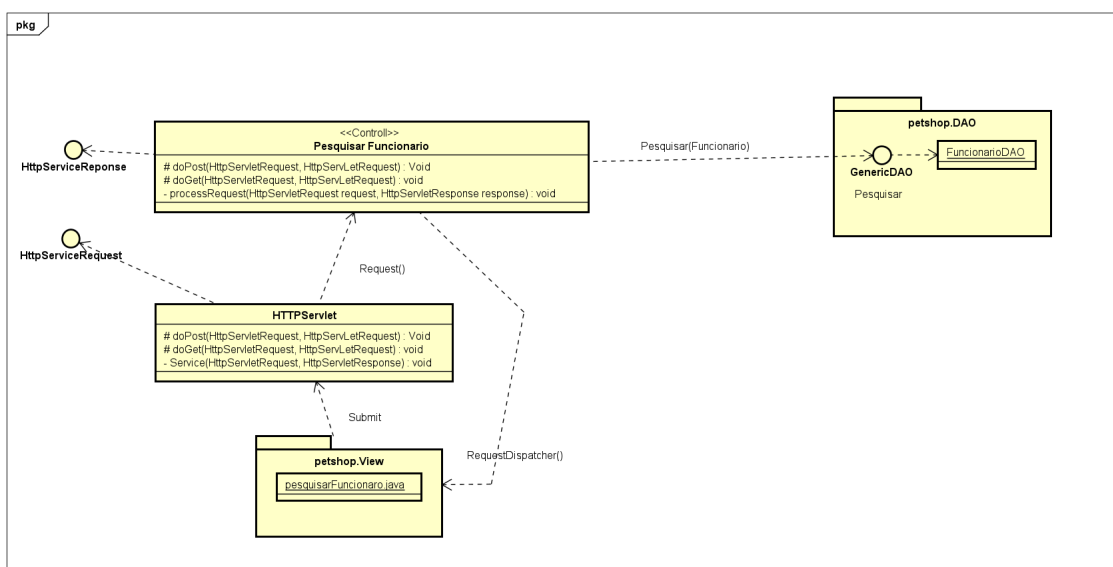 pkg
<<Controll>>
Pesquisar Funcionario
# doPost(HttpServletRequest, HttpServLetRequest) : Void
# doGet(HttpServletRequest, HttpServLetRequest) : void
- processRequest(HttpServletRequest request, HttpServletResponse response) : void
HttpServiceReponse
Pesquisar(Funcionario)
petshop.DAO
FuncionarioDAO
GenericDAO
Pesquisar
HttpServiceRequest
Request()
HTTPServlet
# doPost(HttpServletRequest, HttpServLetRequest) : Void
# doGet(HttpServletRequest, HttpServLetRequest) : void
- Service(HttpServletRequest, HttpServletResponse) : void
Submit
RequestDispatcher()
petshop.View
pesquisarFuncionaro.java